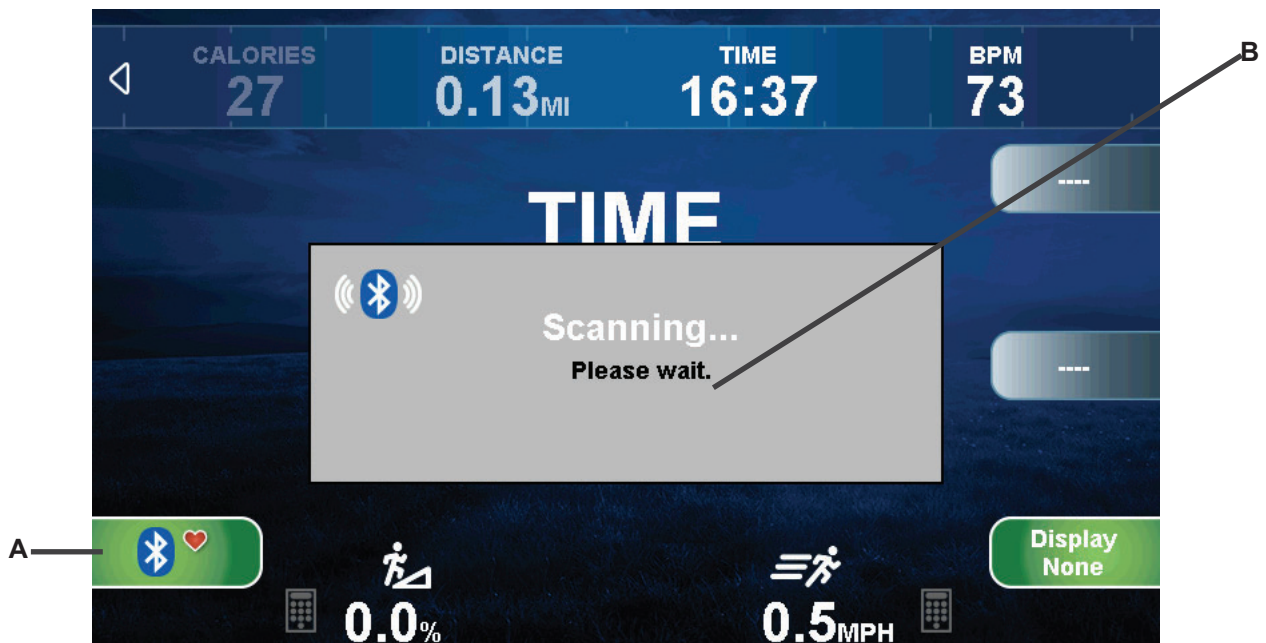 CALORIES
27
DISTANCE
0.13MI
TIME
16:37
BPM
73
B
----
TIME
Scanning...
Please wait.
----
A
Display
None
0.0%
0.5MPH